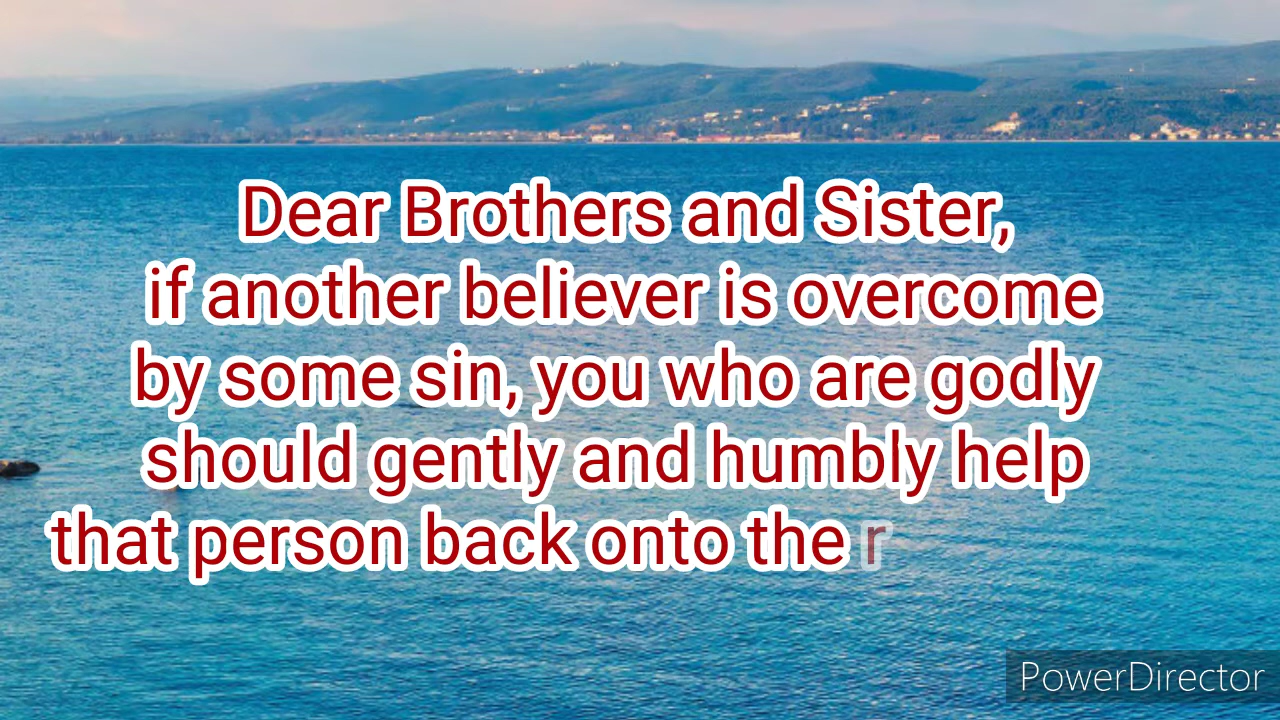 Dear Brothers and Sister,
if another believer is overcome
by some sin, you who are godly
should gently and humbly help
that person back onto the r
PowerDirector